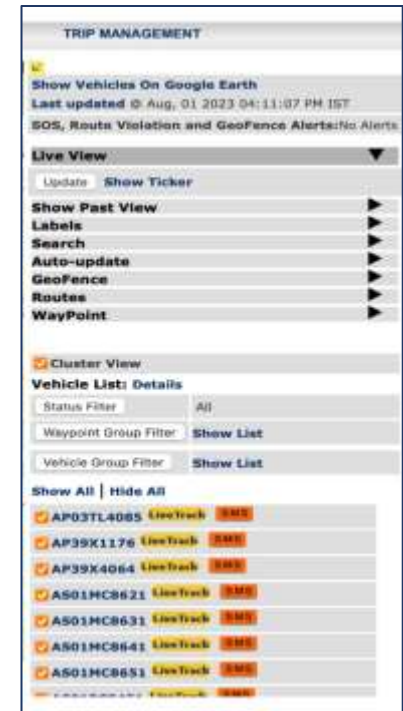 TRIP MANAGEMENT
Show Vehicles On Google Earth
Last updated @ Aug, 01 2023 04:11:07 PM IST
SOS, Route Violation and GeoFence Alerts:No Alerts
Live View
Update Show Ticker
Show Past View
Labels
Search
Auto-update
GeoFence
Routes
WayPoint
Cluster View
Vehicle List: Details
Status Filter All
Waypoint Group Filter Show List
Vehicle Group Filter Show List
Show All | Hide All
AP03TL4085 LiveTrack SMS
AP39X1176 LiveTrack SMS
AP39X4064 LiveTrack SMS
AS01MC8621 LiveTrack SMS
AS01MC8631 LiveTrack SMS
AS01MC8641 LiveTrack SMS
AS01MC8651 LiveTrack SMS